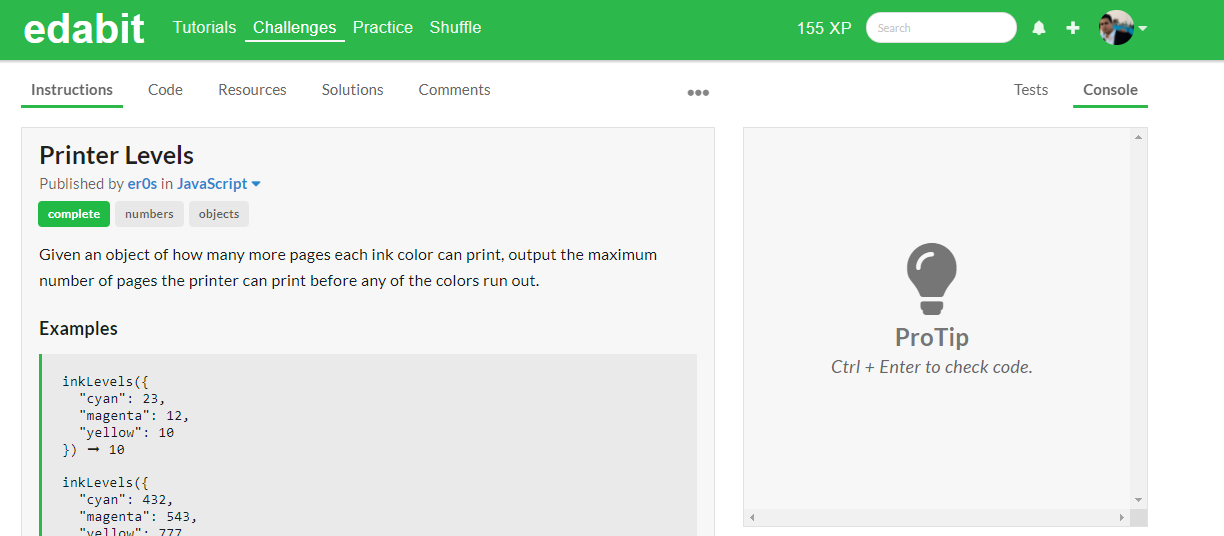 edabit Tutorials Challenges Practice Shuffle 155 XP Search
Instructions Code Resources Solutions Comments Tests Console
Printer Levels
Published by er0s in JavaScript
complete numbers objects
Given an object of how many more pages each ink color can print, output the maximum
number of pages the printer can print before any of the colors run out.
Examples
inkLevels({
"cyan": 23,
"magenta": 12,
"yellow": 10
}) ➞ 10
inkLevels({
"cyan": 432,
"magenta": 543,
"yellow": 777
ProTip
Ctrl + Enter to check code.